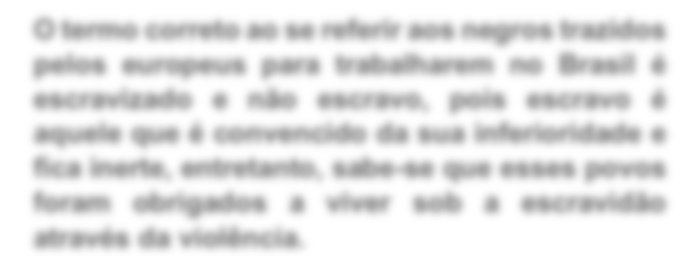 O termo correto ao se referir aos negros trazidos
pelos europeus para trabalharem no Brasil é
escravizado e não escravo, pois escravo é
aquele que é convencido da sua inferioridade e
fica inerte, entretanto, sabe-se que esses povos
foram obrigados a viver sob a escravidão
através da violência.